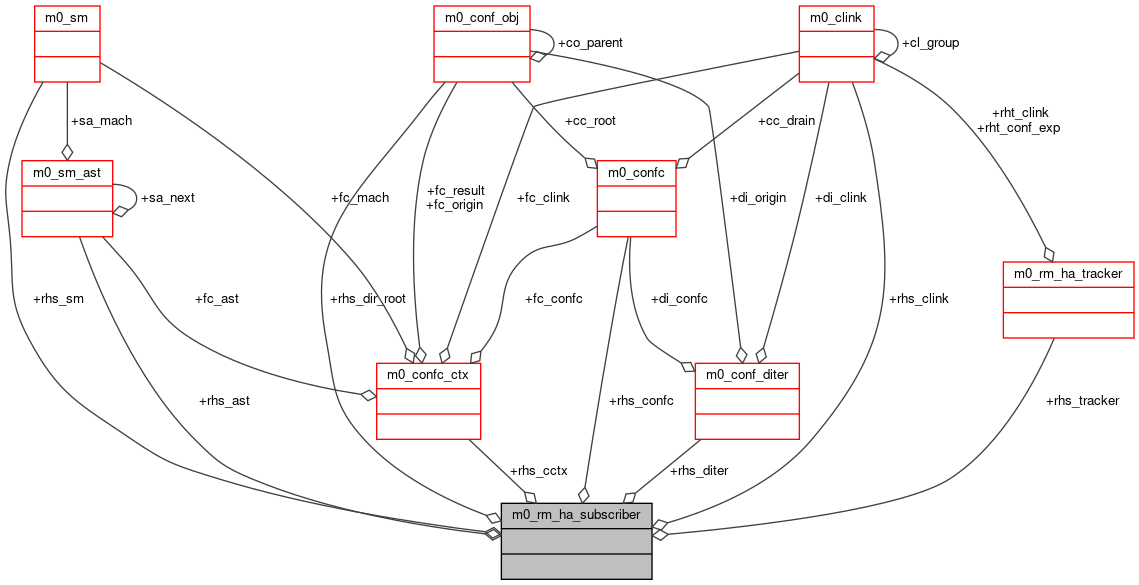 m0_sm
m0_conf_obj
m0_clink
+co_parent
+cl_group
+sa_mach
+cc_root
+cc_drain
+rht_clink
+rht_conf_exp
m0_sm_ast
m0_confc
+sa_next
+fc_mach
+fc_result
+fc_origin
+fc_clink
+di_origin
+di_clink
m0_rm_ha_tracker
+rhs_sm
+fc_ast
+rhs_dir_root
+fc_confc
+di_confc
+rhs_clink
m0_confc_ctx
m0_conf_diter
+rhs_ast
+rhs_confc
+rhs_tracker
+rhs_cctx
+rhs_diter
m0_rm_ha_subscriber